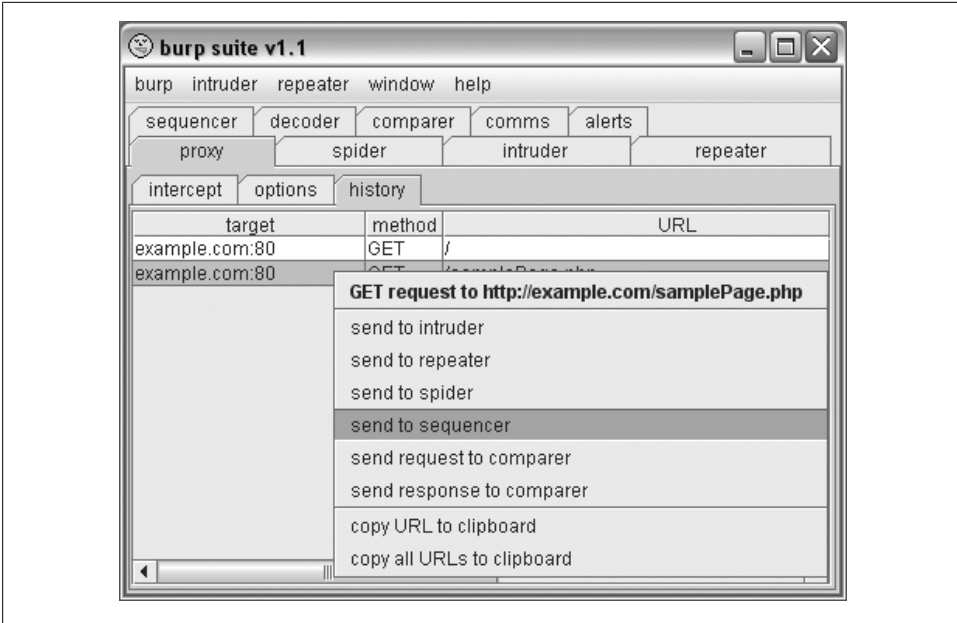 burp suite v1.1
burp intruder repeater window help
sequencer decoder comparer comms alerts
proxy spider intruder repeater
intercept options history
target method URL
example.com:80 GET /
example.com:80 GET /samplePage.php
GET request to http://example.com/samplePage.php
send to intruder
send to repeater
send to spider
send to sequencer
send request to comparer
send response to comparer
copy URL to clipboard
copy all URLs to clipboard